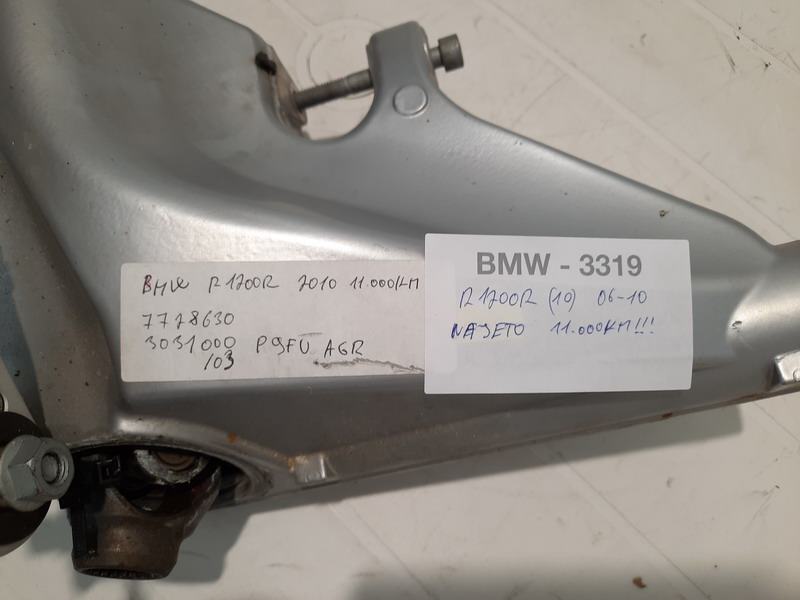 BMW R1200R 2010 11.000KM
7728630
3031000 P9FU AGR
103
BMW - 3319
R1200R (10) 06-10
NAJETO 11.000KM!!!